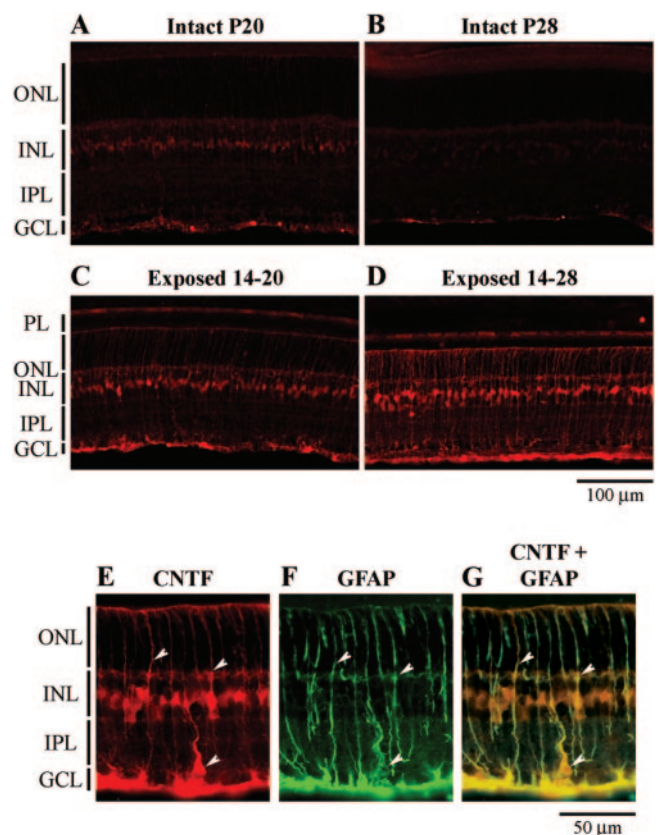 A Intact P20 B Intact P28
ONL
INL
IPL
GCL
C Exposed 14-20 D Exposed 14-28
PL
ONL
INL
IPL
GCL
100 μm
E CNTF F GFAP G CNTF +
GFAP
ONL
INL
IPL
GCL
50 μm